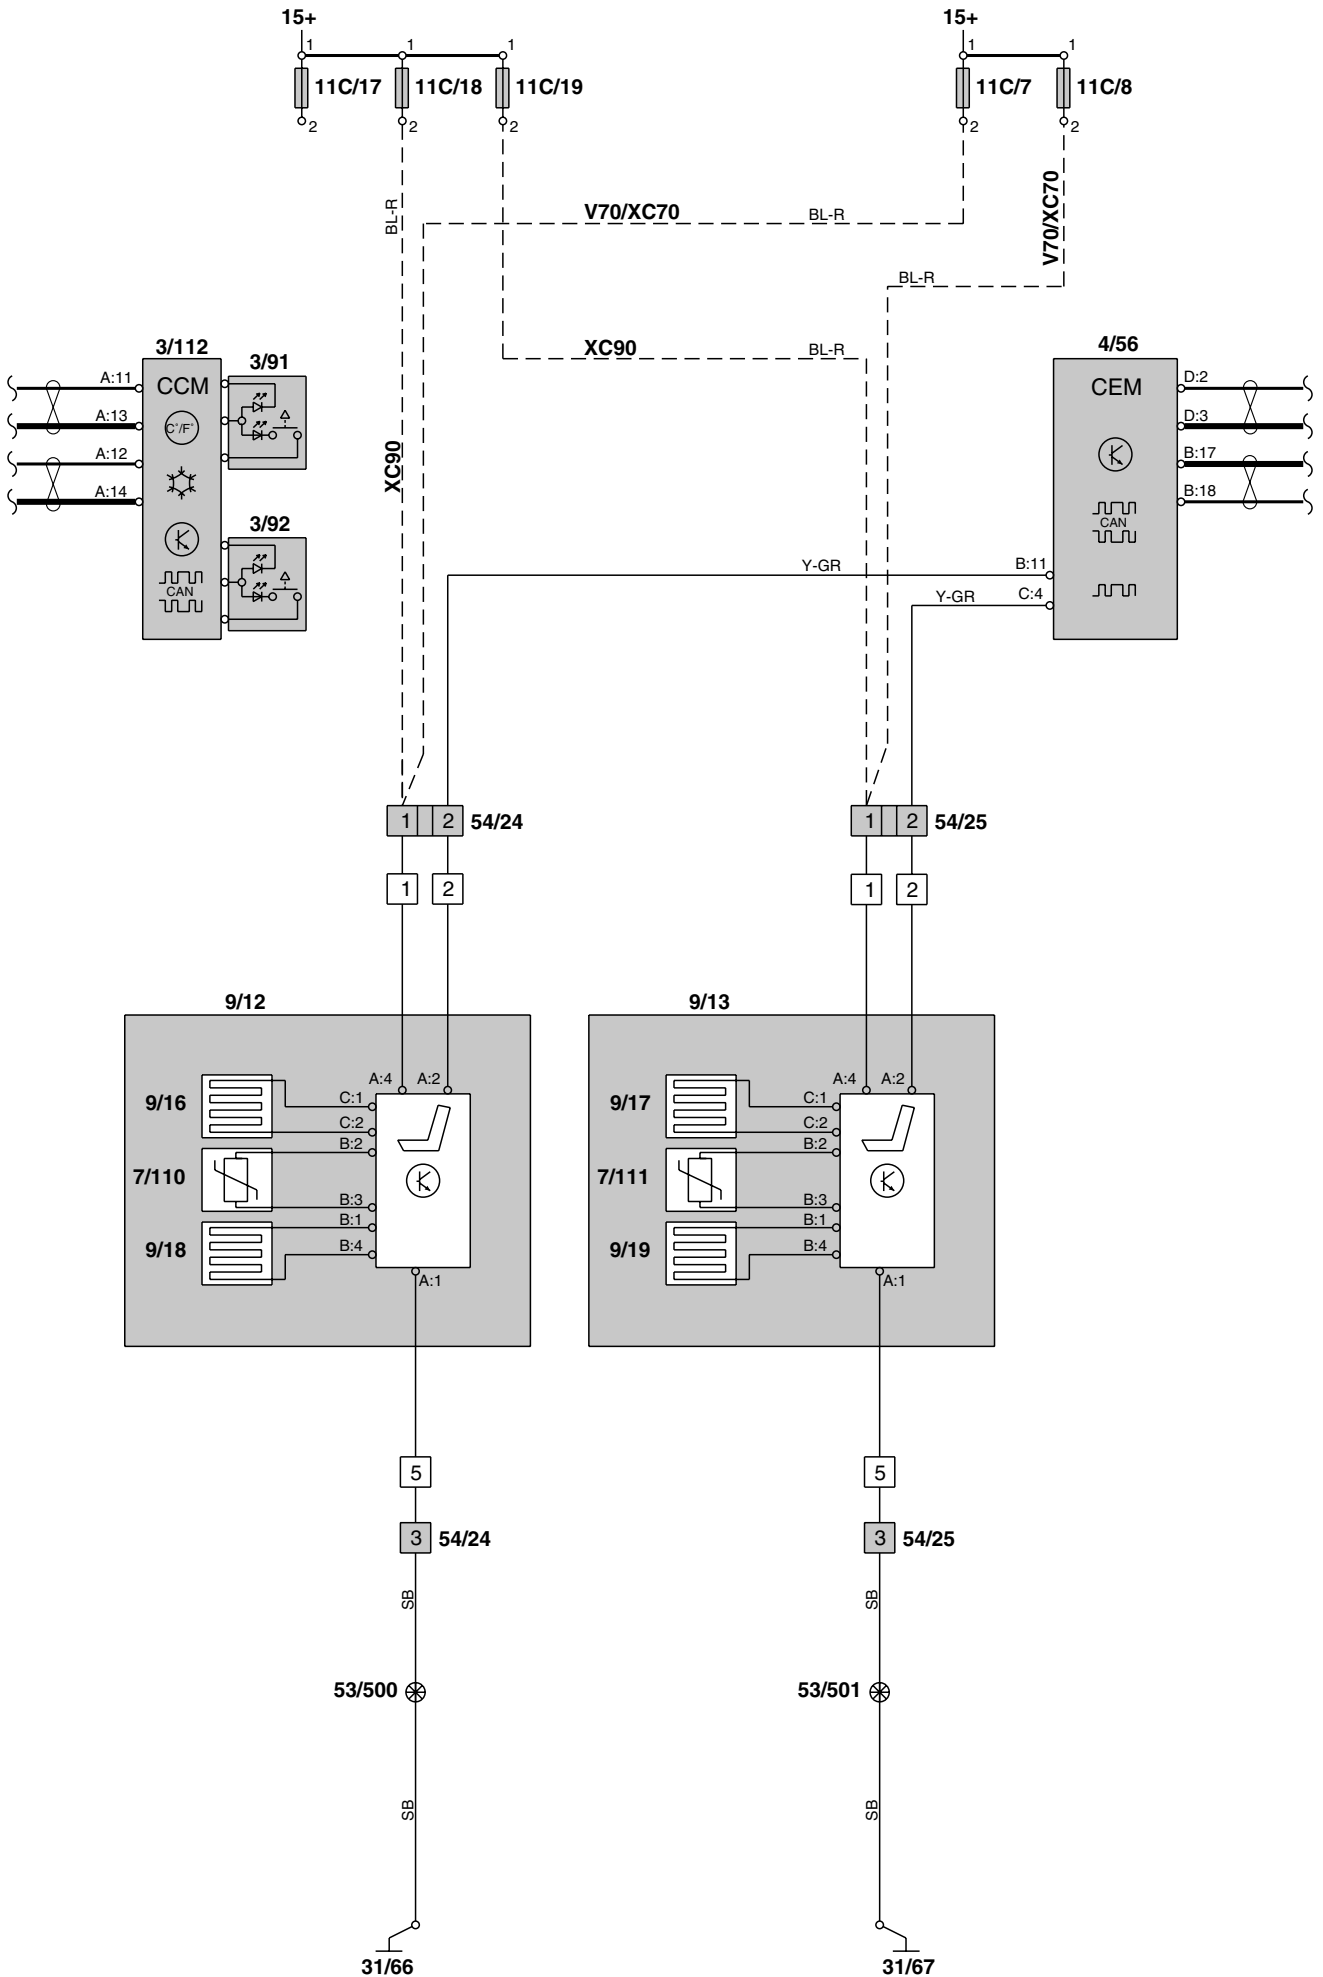 15+
15+
1
1
1
1
1
11C/17
11C/18
11C/19
11C/7
11C/8
2
2
2
2
2
BL-R
V70/XC70
BL-R
V70/XC70
BL-R
XC90
BL-R
3/112
3/91
4/56
A:11
CCM
CEM
D:2
A:13
C°/F°
D:3
A:12
XC90
B:17
A:14
B:18
3/92
CAN
CAN
Y-GR
B:11
Y-GR
C:4
1
2
54/24
1
2
54/25
1
2
1
2
9/12
9/13
A:4
A:2
A:4
A:2
9/16
C:1
9/17
C:1
C:2
C:2
B:2
B:2
7/110
7/111
B:3
B:3
B:1
B:1
9/18
B:4
9/19
B:4
A:1
A:1
5
5
3
54/24
3
54/25
SB
SB
53/500
53/501
SB
SB
31/66
31/67